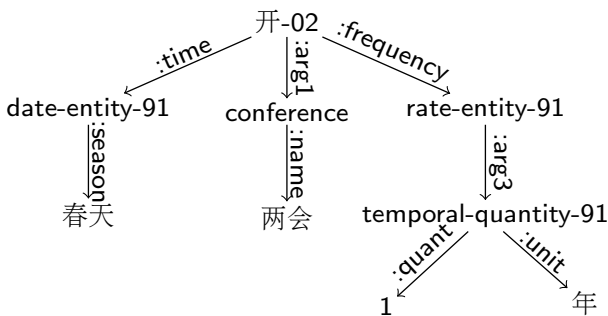 开-02
:time :arg1 :frequency
date-entity-91 conference rate-entity-91
:season :name :arg3
春天 两会 temporal-quantity-91
:quant :unit
1 年